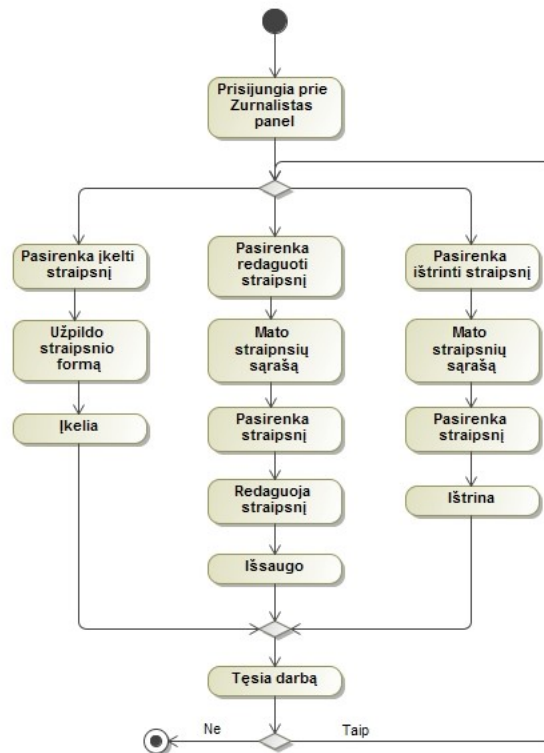 Prisijungia prie
Zurnalistas
panel
Pasirenka įkelti
straipsnį
Užpildo
straipsnio
formą
Įkelia
Pasirenka
redaguoti
straipsnį
Mato
straipnsių
sąrašą
Pasirenka
straipsnį
Redaguoja
straipsnį
Išsaugo
Pasirenka
ištrinti straipsnį
Mato
straipsnių
sąrašą
Pasirenka
straipsnį
Ištrina
Tęsia darbą
Ne
Taip